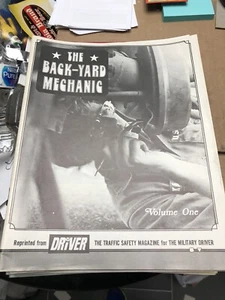 ★ THE ★
BACK-YARD
MECHANIC
Volume One
Reprinted from DRIVER THE TRAFFIC SAFETY MAGAZINE for THE MILITARY DRIVER